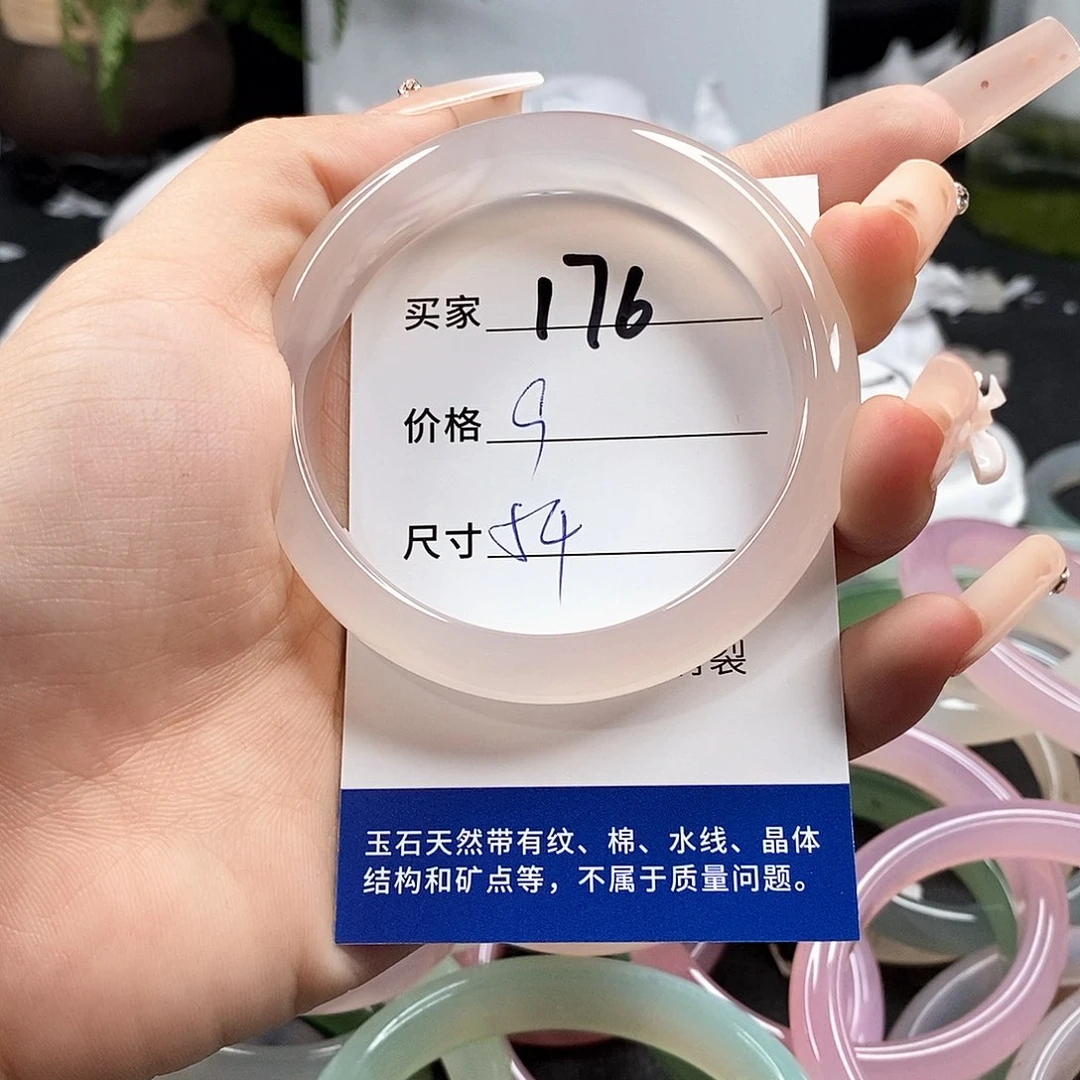 买家 176
价格 9
尺寸 54
裂
玉石天然带有纹、棉、水线、晶体
结构和矿点等，不属于质量问题。